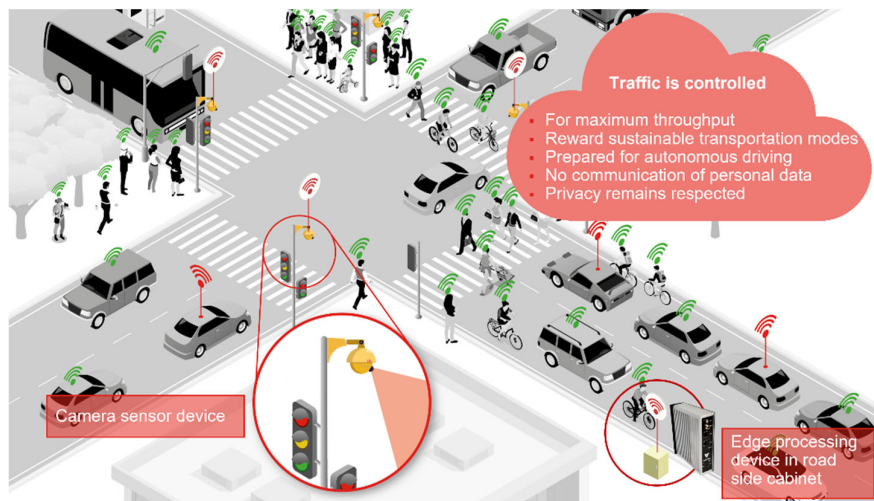 Traffic is controlled
For maximum throughput
Reward sustainable transportation modes
Prepared for autonomous driving
No communication of personal data
Privacy remains respected
Camera sensor device
Edge processing
device in road
side cabinet